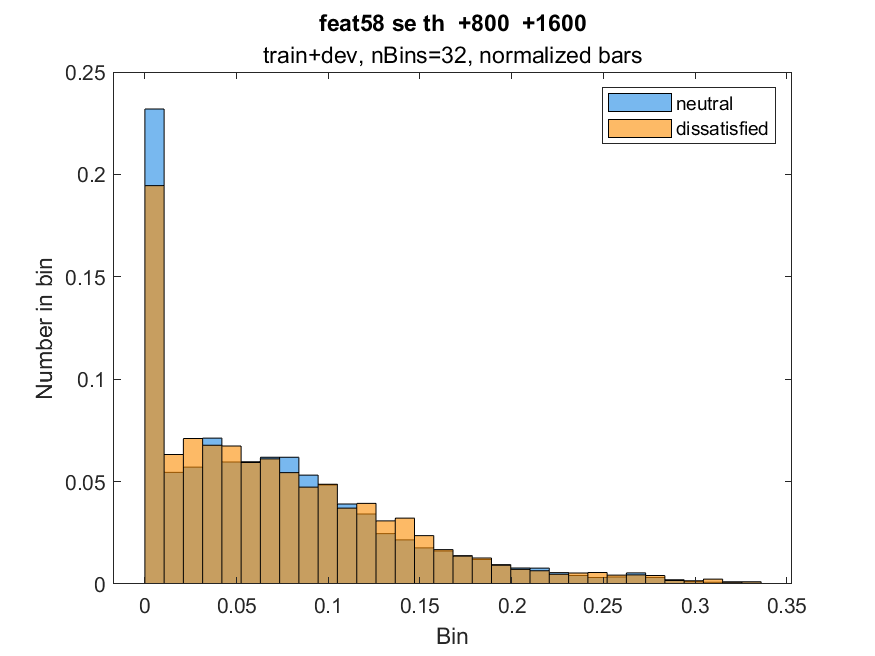 feat58 se th  +800  +1600
train+dev, nBins=32, normalized bars
neutral
dissatisfied
Number in bin
0.25
0.2
0.15
0.1
0.05
0
0
0.05
0.1
0.15
0.2
0.25
0.3
0.35
Bin